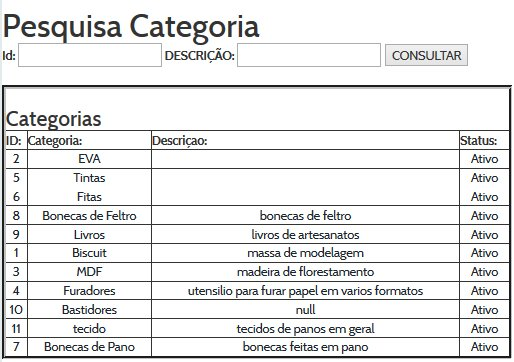 Pesquisa Categoria
Id: DESCRIÇÃO: CONSULTAR
Categorias
ID: Categoria: Descriçao: Status:
2 EVA Ativo
5 Tintas Ativo
6 Fitas Ativo
8 Bonecas de Feltro bonecas de feltro Ativo
9 Livros livros de artesanatos Ativo
1 Biscuit massa de modelagem Ativo
3 MDF madeira de florestamento Ativo
4 Furadores utensilio para furar papel em varios formatos Ativo
10 Bastidores null Ativo
11 tecido tecidos de panos em geral Ativo
7 Bonecas de Pano bonecas feitas em pano Ativo